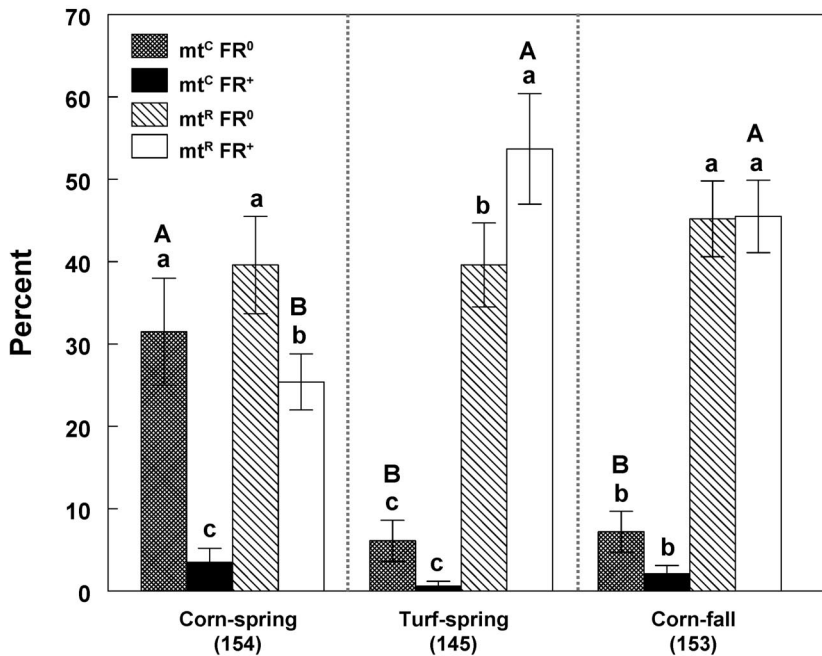 70
60
50
40
30
20
10
0
Percent
mtᶜ FR⁰
mtᶜ FR⁺
mtᴿ FR⁰
mtᴿ FR⁺
A
a
c
a
B
b
B
c
c
b
A
a
B
b
b
a
A
a
Corn-spring
(154)
Turf-spring
(145)
Corn-fall
(153)